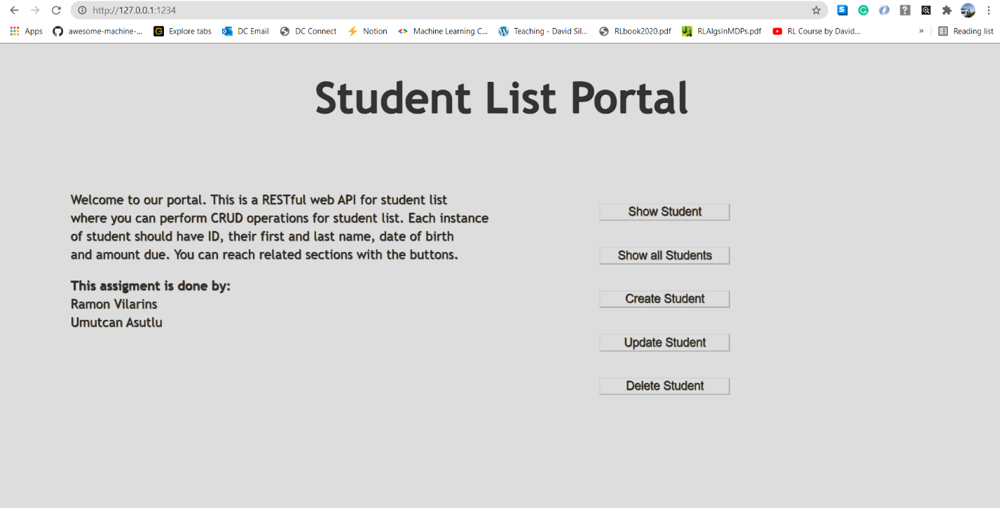 http://127.0.0.1:1234
Apps awesome-machine-... Explore tabs DC Email DC Connect Notion Machine Learning C... Teaching - David Sil... RLbook2020.pdf RLAlgsInMDPs.pdf RL Course by David... » Reading list
Student List Portal
Welcome to our portal. This is a RESTful web API for student list
where you can perform CRUD operations for student list. Each instance
of student should have ID, their first and last name, date of birth
and amount due. You can reach related sections with the buttons.
This assigment is done by:
Ramon Vilarins
Umutcan Asutlu
Show Student
Show all Students
Create Student
Update Student
Delete Student